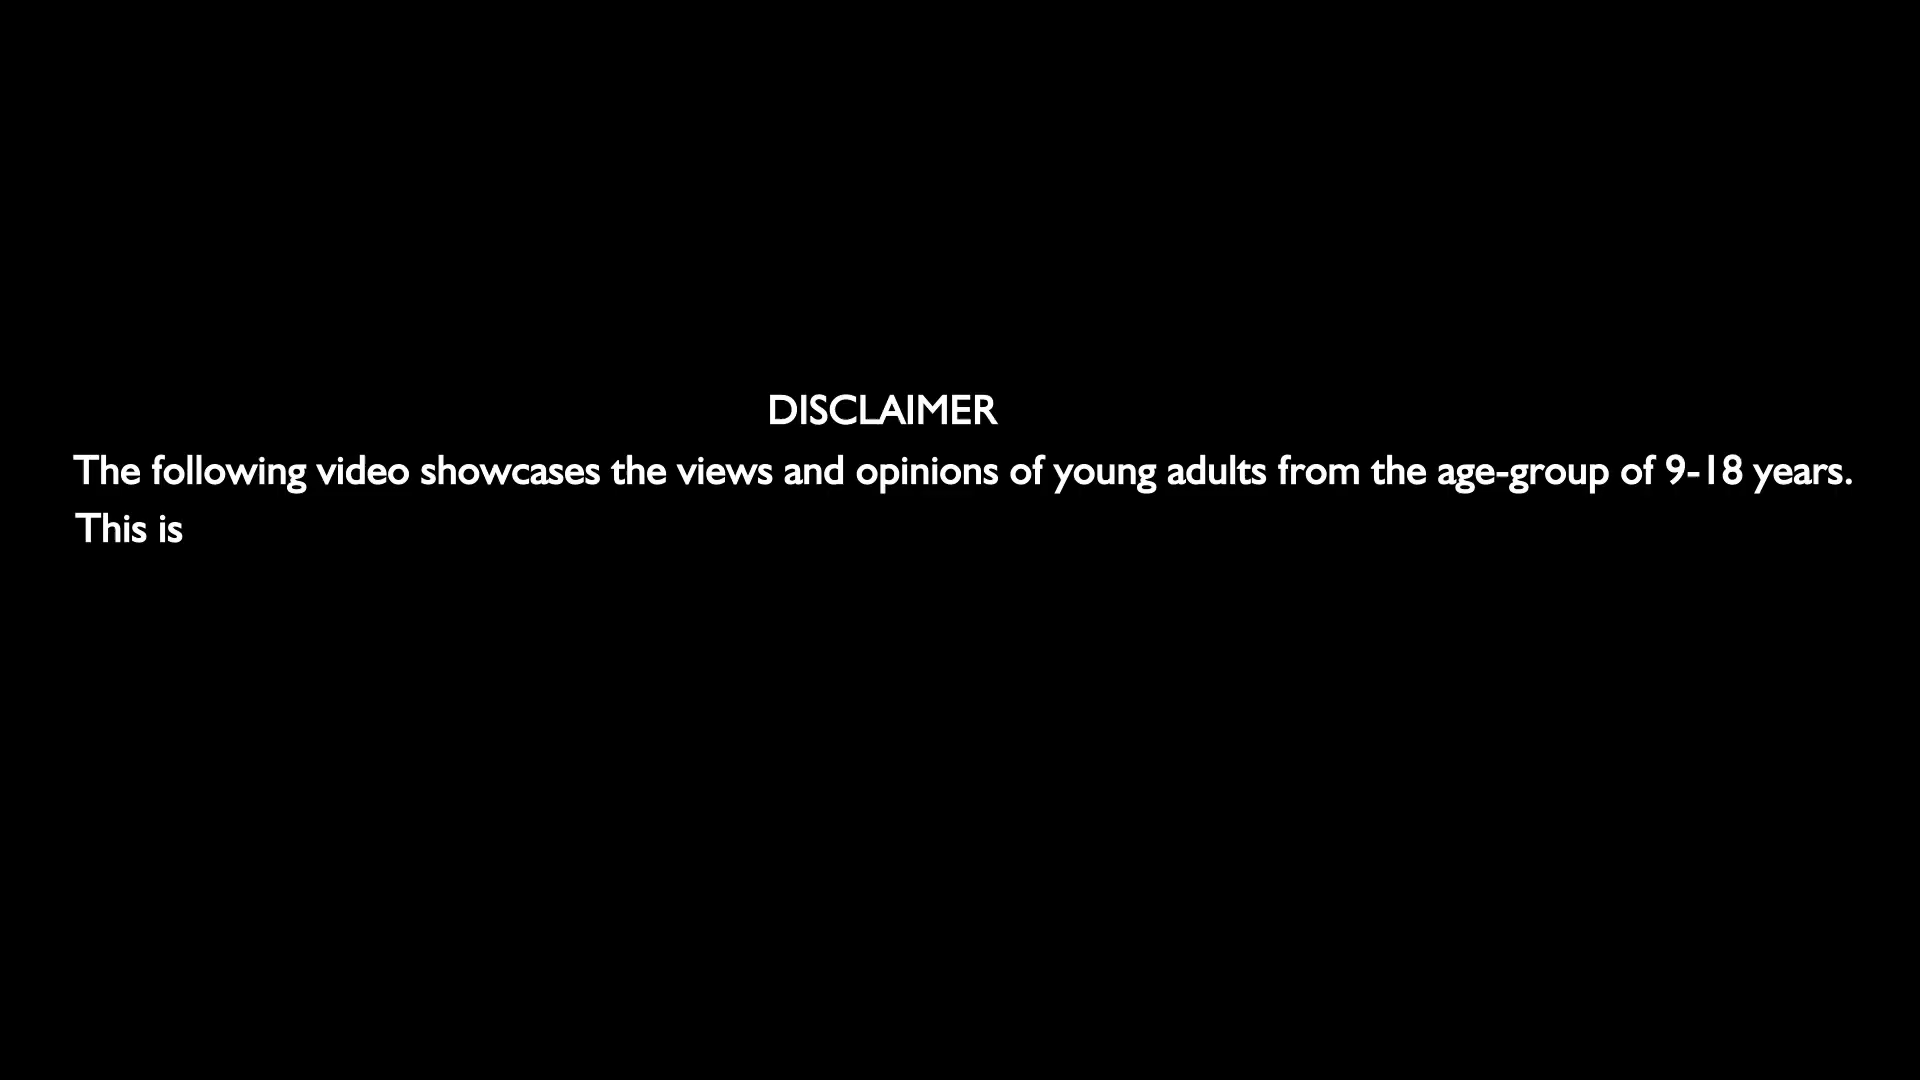 DISCLAIMER
The following video showcases the views and opinions of young adults from the age-group of 9-18 years.
This is